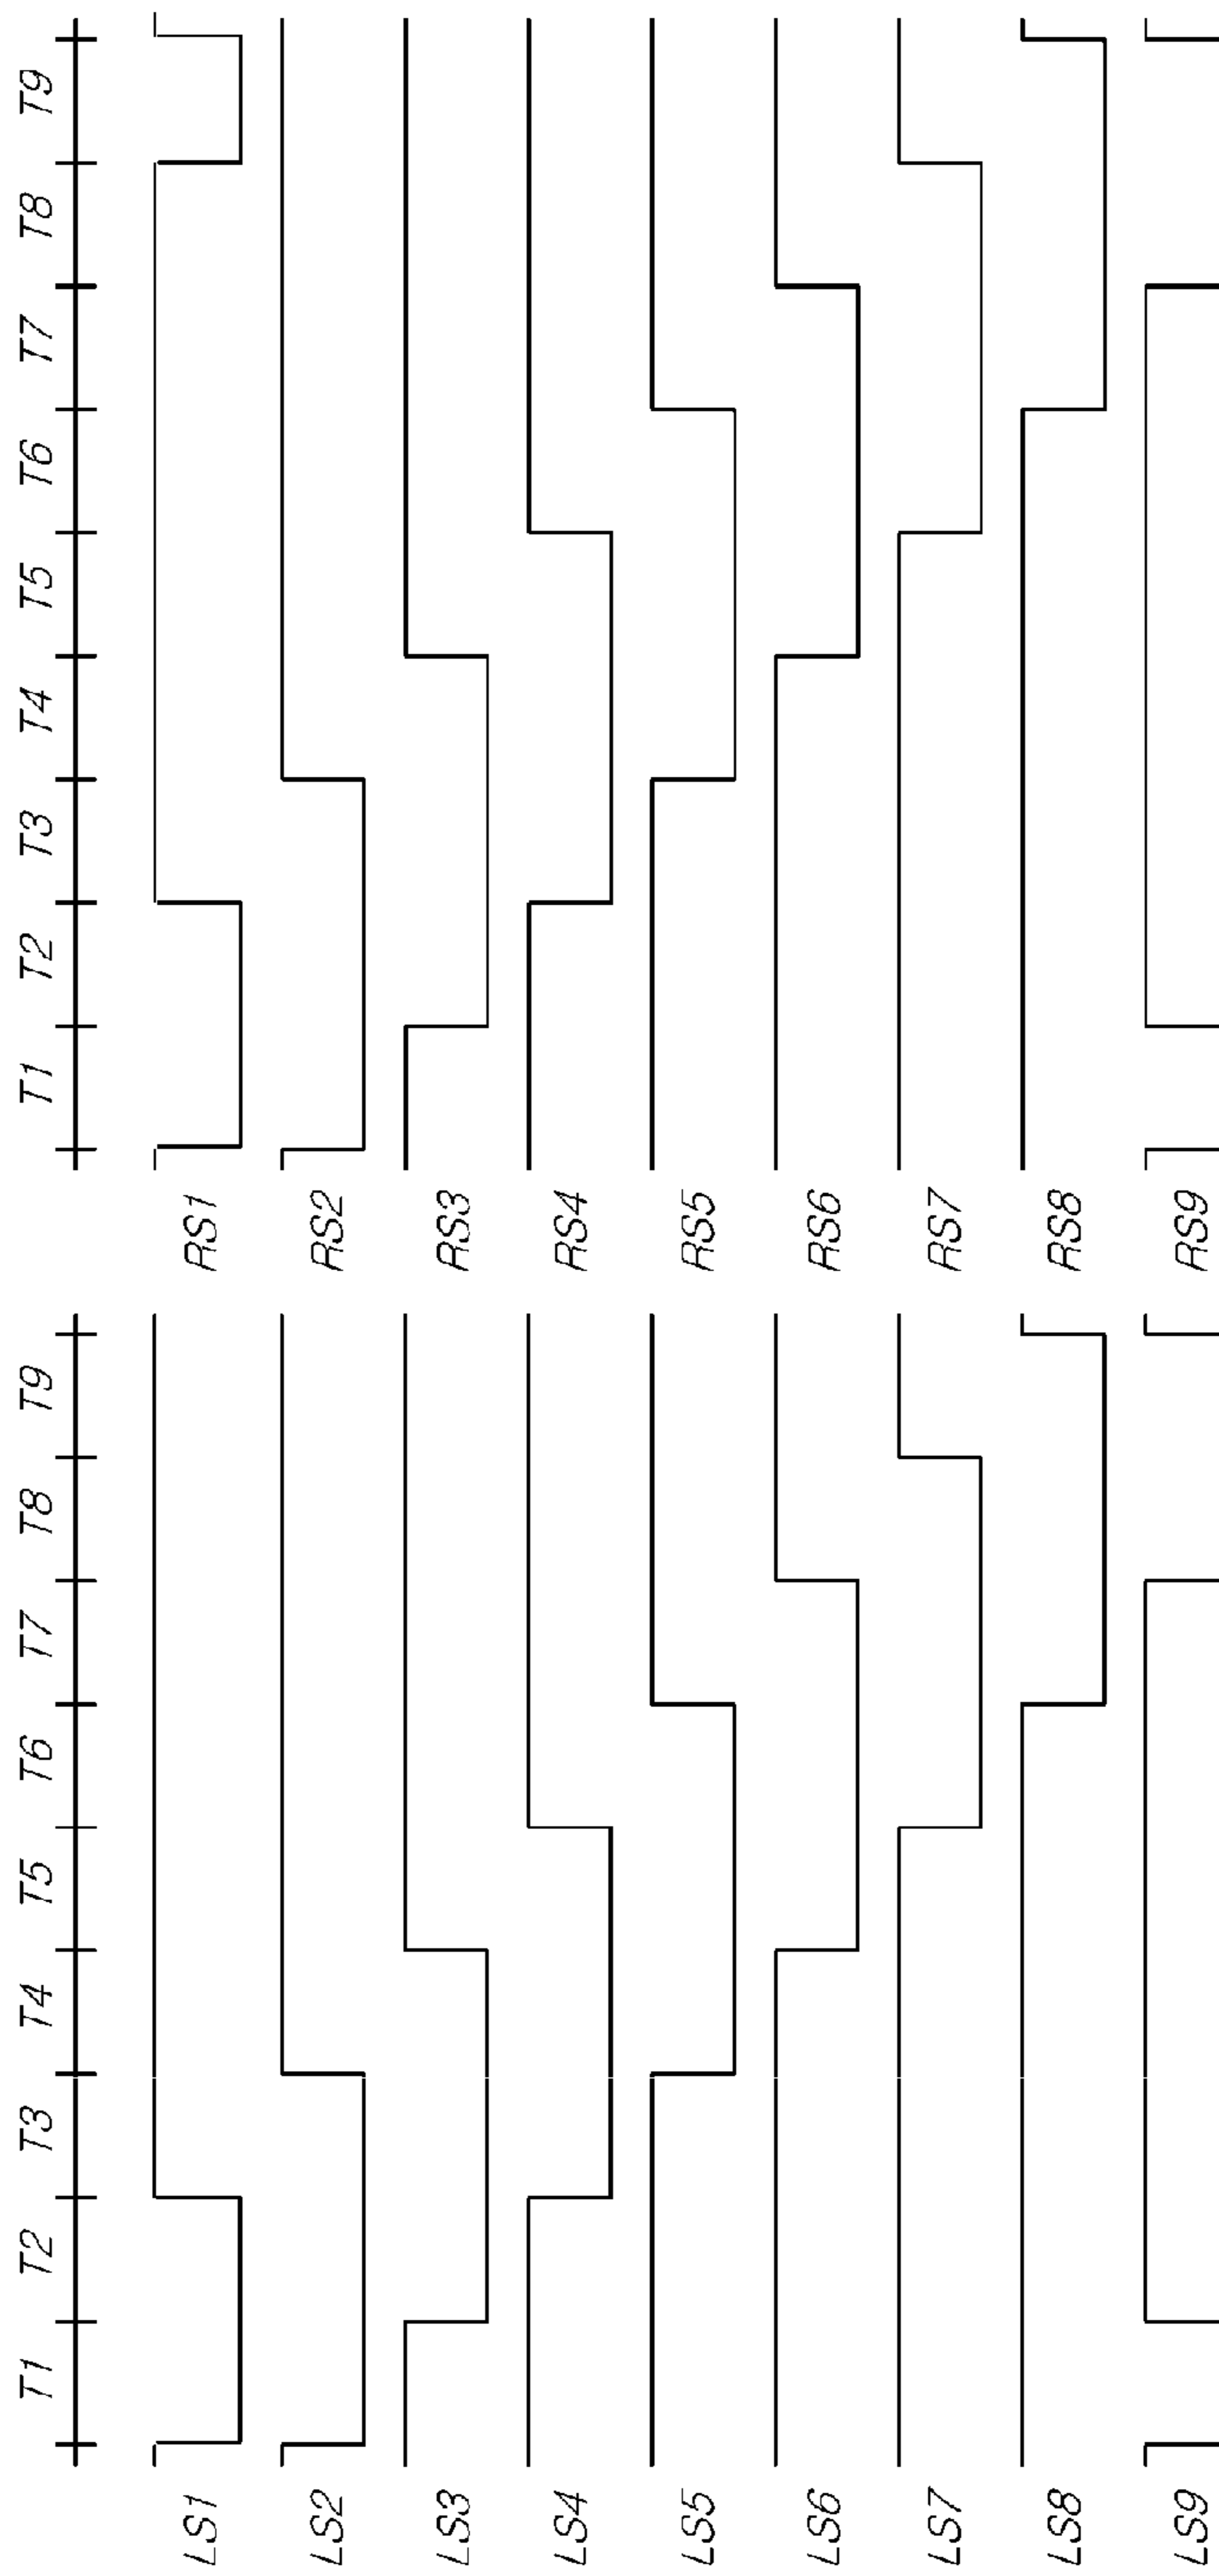 T1 T2 T3 T4 T5 T6 T7 T8 T9
LS1
LS2
LS3
LS4
LS5
LS6
LS7
LS8
LS9
T1 T2 T3 T4 T5 T6 T7 T8 T9
RS1
RS2
RS3
RS4
RS5
RS6
RS7
RS8
RS9